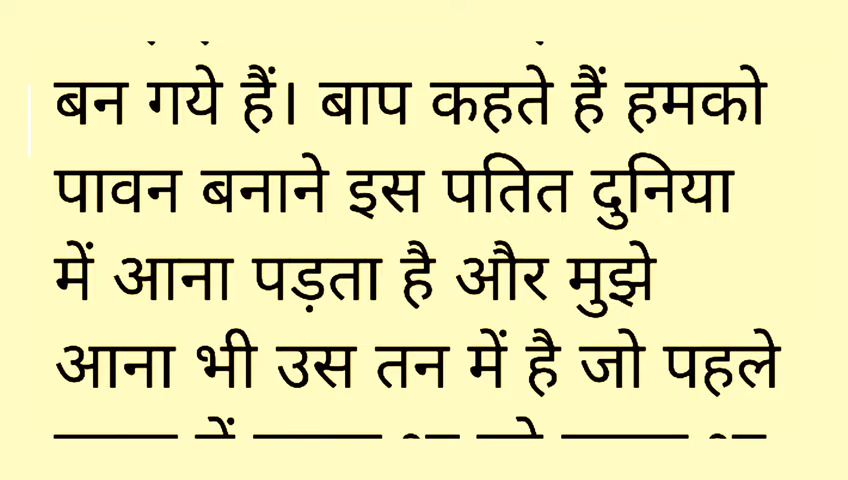 बन गये हैं। बाप कहते हैं हमको
पावन बनाने इस पतित दुनिया
में आना पड़ता है और मुझे
आना भी उस तन में है जो पहले